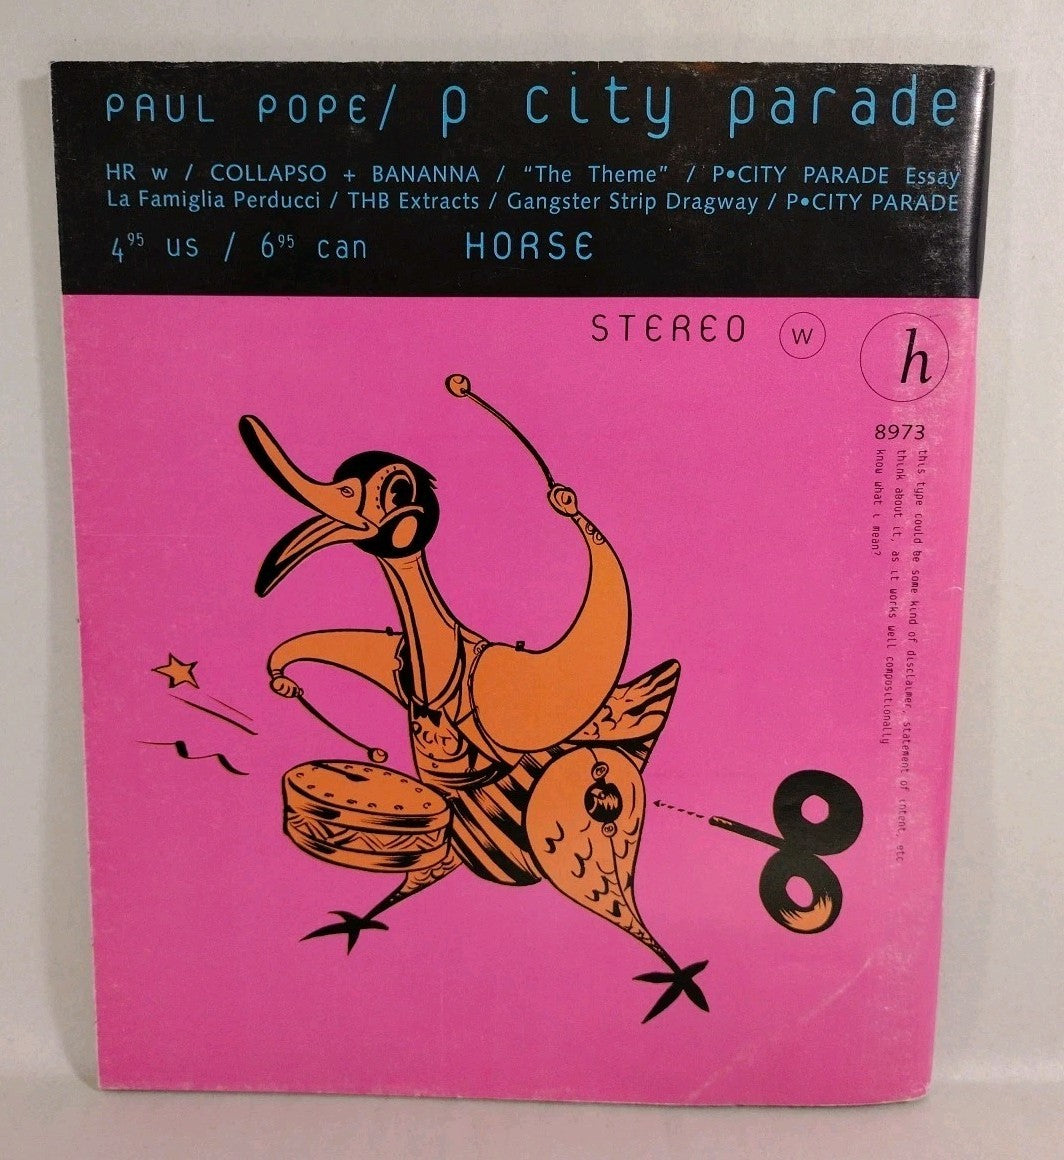 PAUL POPE / P city parade
HR w / COLLAPSO + BANANNA / "The Theme" / P•CITY PARADE Essay
La Famiglia Perducci / THB Extracts / Gangster Strip Dragway / P•CITY PARADE
4 95 us / 6 95 can HORSE
STEREO w h
8973
this type could be some kind of disclaimer, statement of intent, etc
think about it, as it works well compositionally
know what i mean?
P CITY